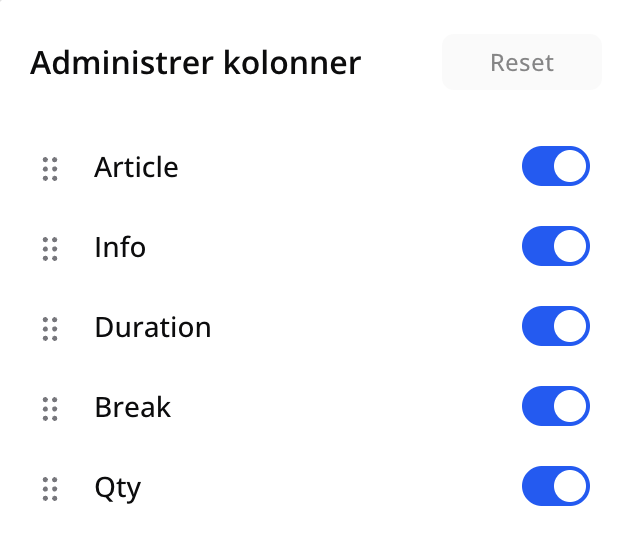 Administrer kolonner
Reset
Article
Info
Duration
Break
Qty